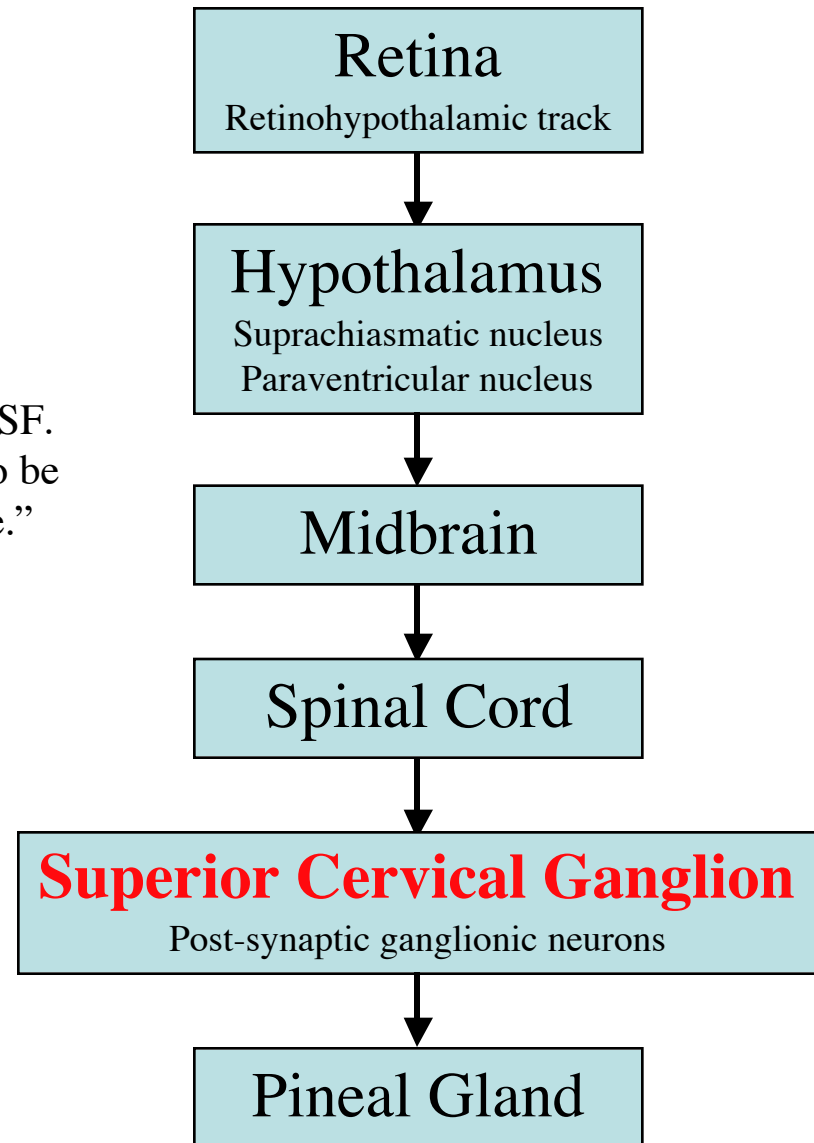 Retina
Retinohypothalamic track
Hypothalamus
Suprachiasmatic nucleus
Paraventricular nucleus
SF.
be
e.”
Midbrain
Spinal Cord
Superior Cervical Ganglion
Post-synaptic ganglionic neurons
Pineal Gland